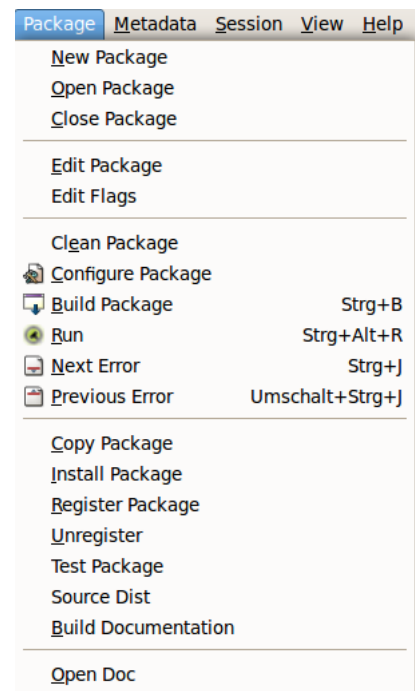 Package Metadata Session View Help
New Package
Open Package
Close Package
Edit Package
Edit Flags
Clean Package
Configure Package
Build Package Strg+B
Run Strg+Alt+R
Next Error Strg+J
Previous Error Umschalt+Strg+J
Copy Package
Install Package
Register Package
Unregister
Test Package
Source Dist
Build Documentation
Open Doc